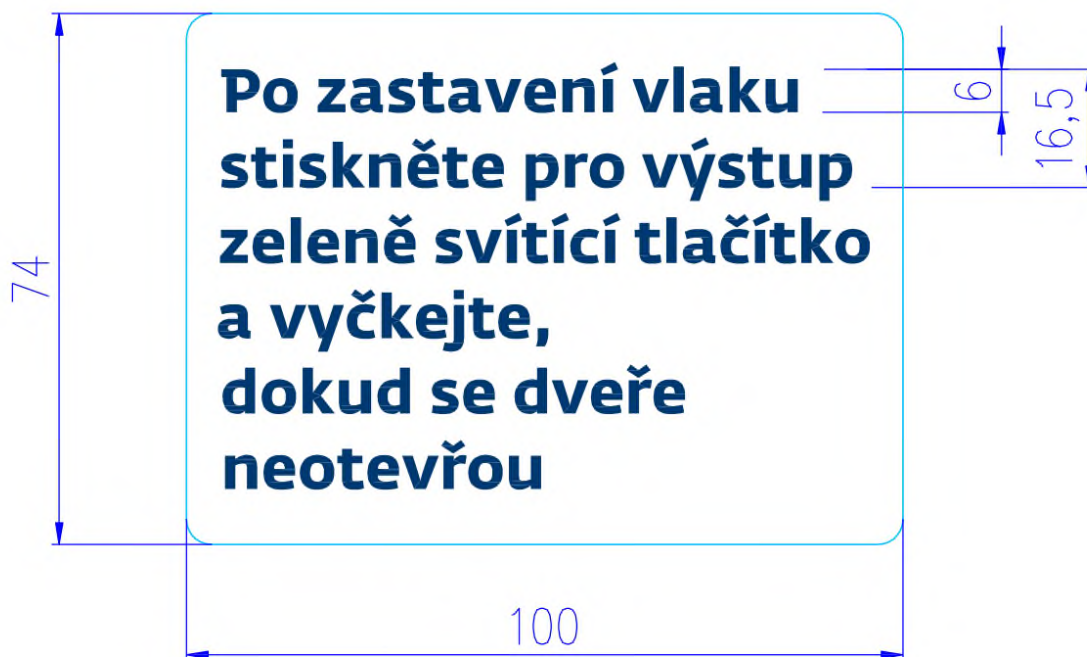 Po zastavení vlaku
stiskněte pro výstup
zeleně svítící tlačítko
a vyčkejte,
dokud se dveře
neotevřou
6
16,5
74
100